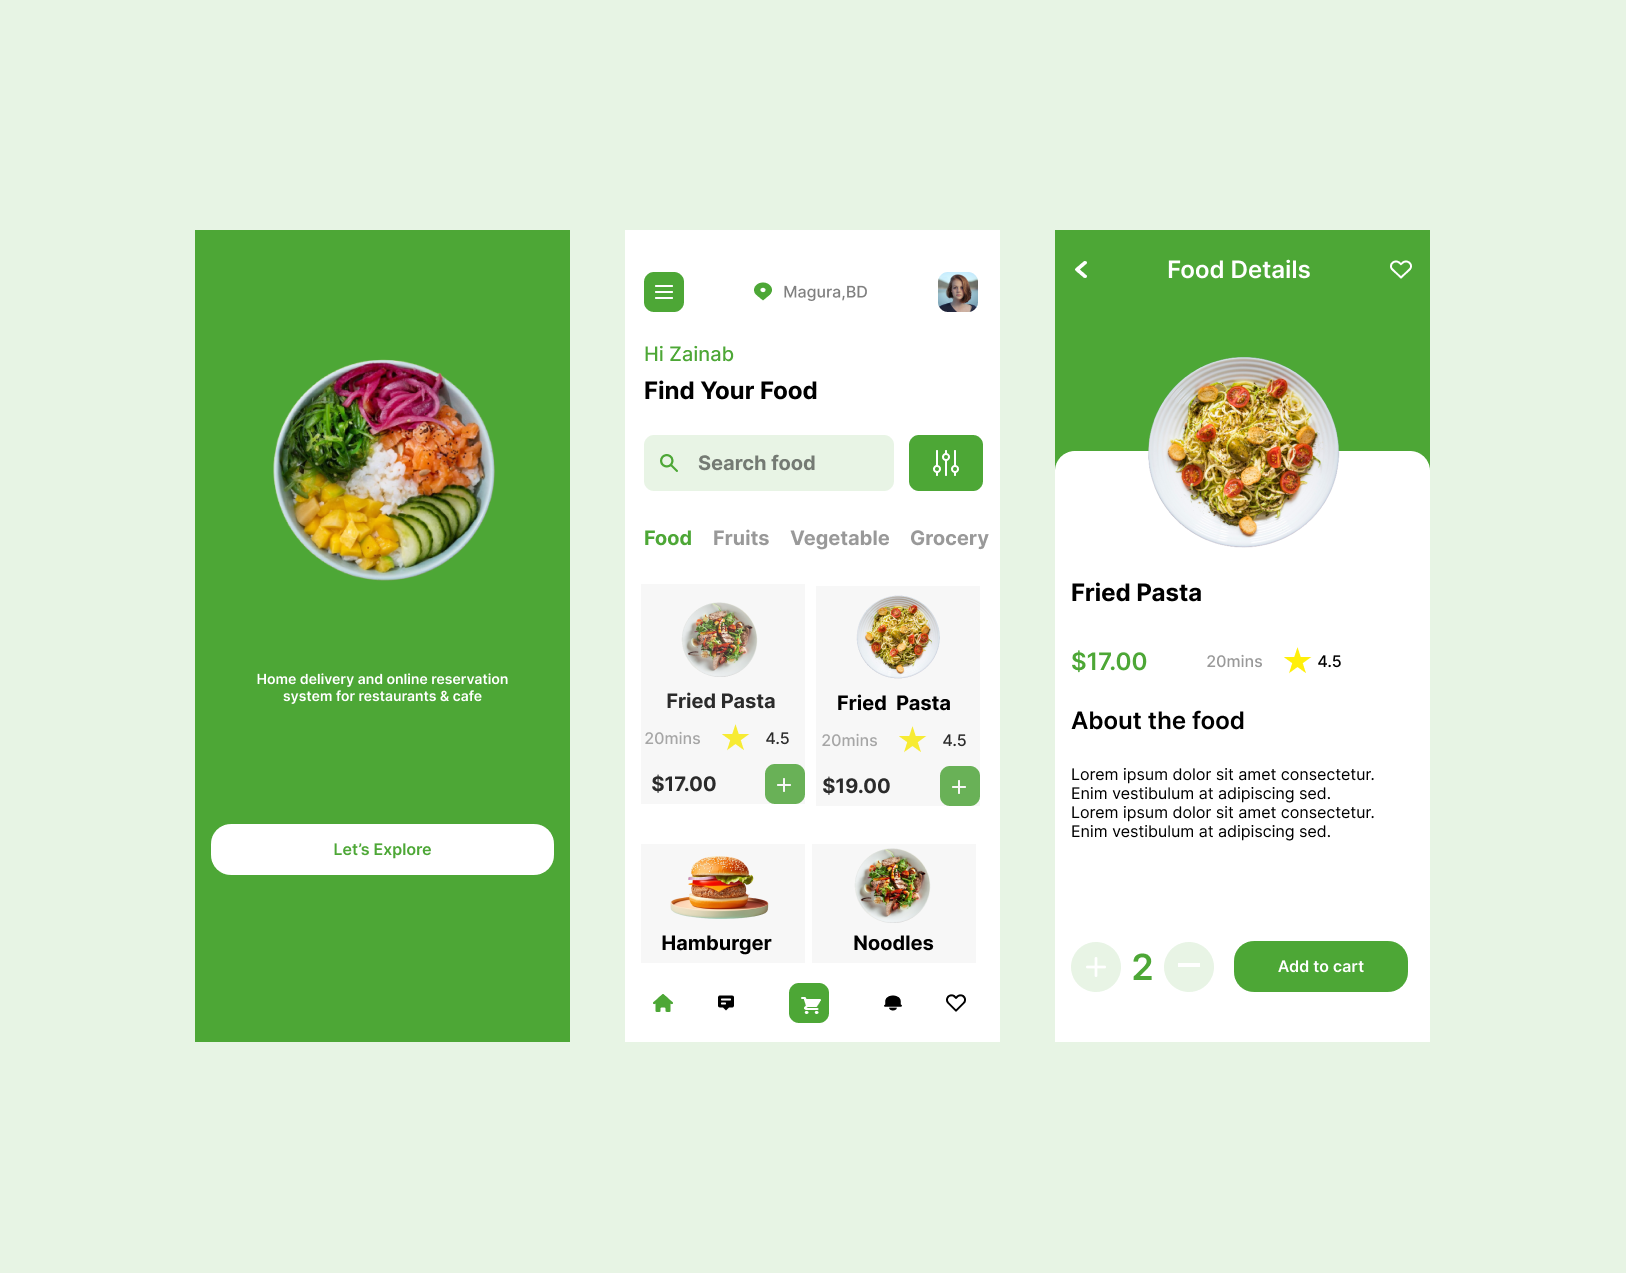 Home delivery and online reservation
system for restaurants & cafe
Let’s Explore
Magura,BD
Hi Zainab
Find Your Food
Search food
Food Fruits Vegetable Grocery
Fried Pasta
20mins 4.5
$17.00
Fried  Pasta
20mins 4.5
$19.00
Hamburger
Noodles
Food Details
Fried Pasta
$17.00 20mins 4.5
About the food
Lorem ipsum dolor sit amet consectetur.
Enim vestibulum at adipiscing sed.
Lorem ipsum dolor sit amet consectetur.
Enim vestibulum at adipiscing sed.
2 Add to cart